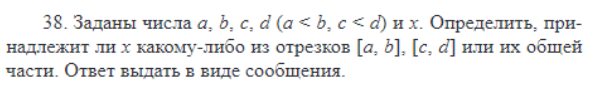 38. Заданы числа a, b, c, d (a < b, c < d) и x. Определить, при-
надлежит ли x какому-либо из отрезков [a, b], [c, d] или их общей
части. Ответ выдать в виде сообщения.